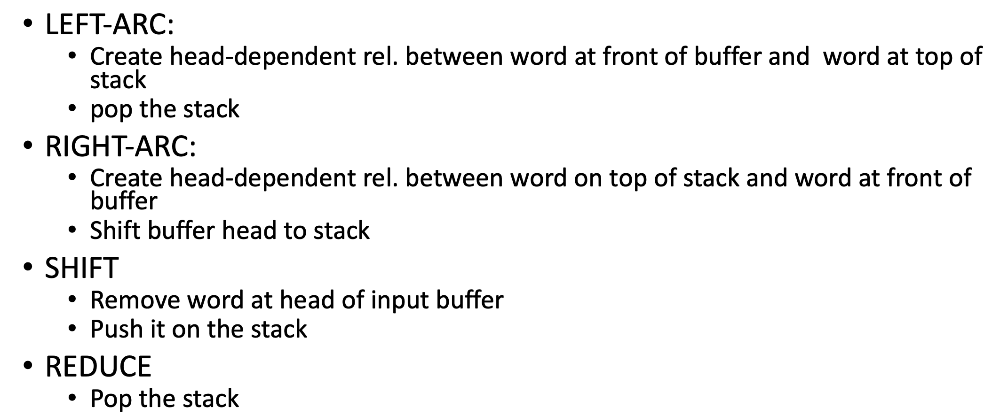 • LEFT-ARC:
• Create head-dependent rel. between word at front of buffer and  word at top of
stack
• pop the stack
• RIGHT-ARC:
• Create head-dependent rel. between word on top of stack and word at front of
buffer
• Shift buffer head to stack
• SHIFT
• Remove word at head of input buffer
• Push it on the stack
• REDUCE
• Pop the stack